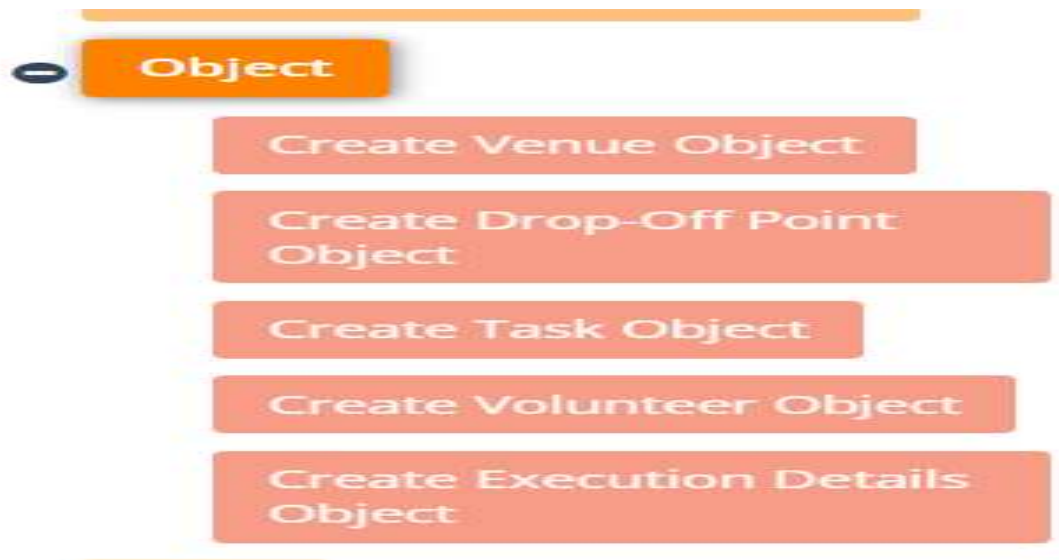 Object
Create Venue Object
Create Drop-Off Point
Object
Create Task Object
Create Volunteer Object
Create Execution Details
Object